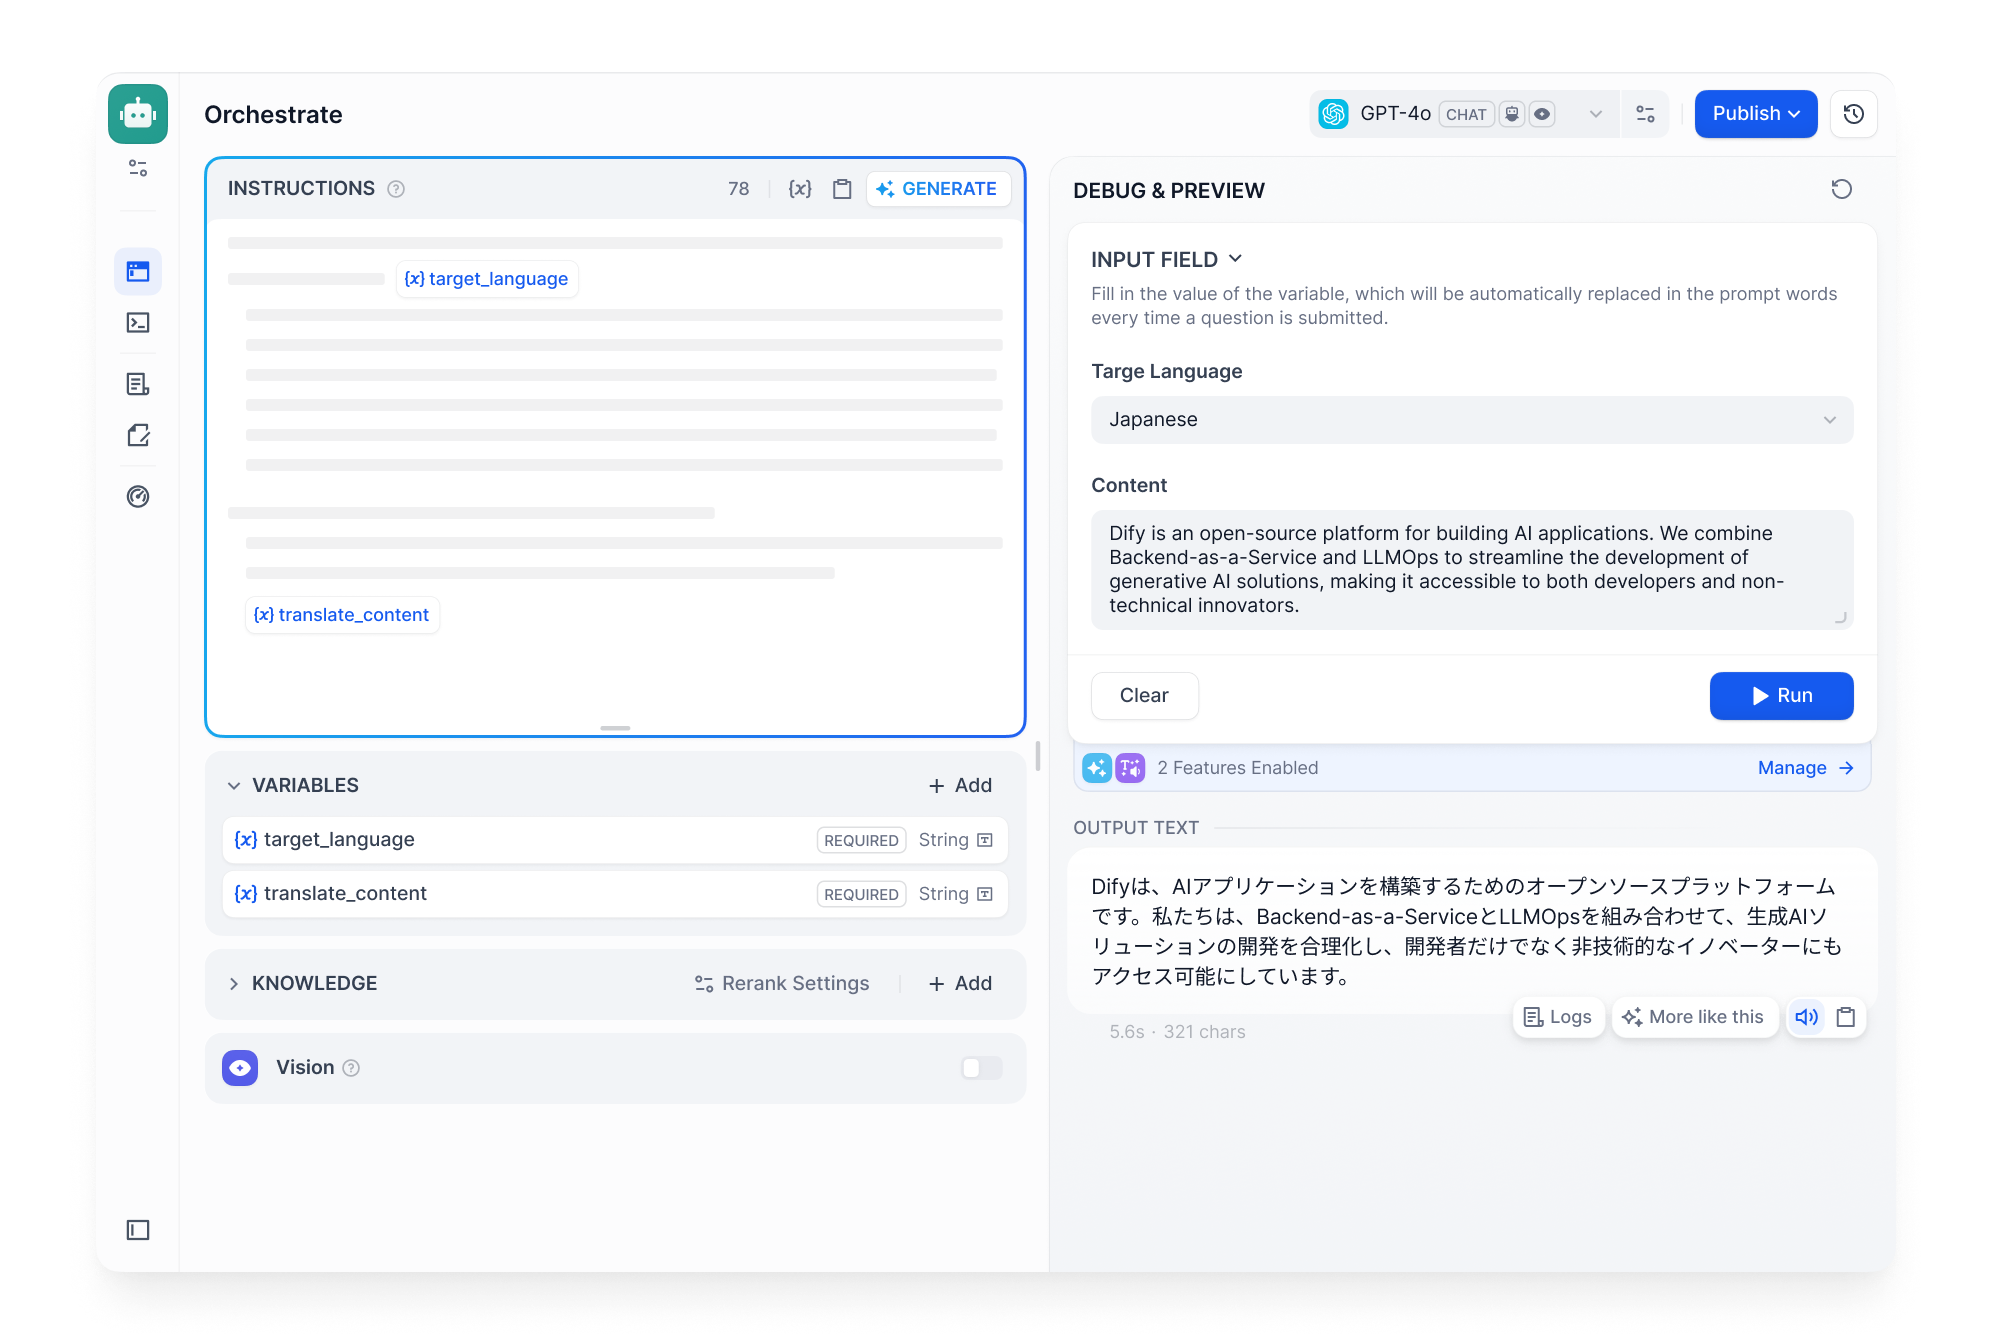 Orchestrate
GPT-4o CHAT
Publish
INSTRUCTIONS
78
{x}
GENERATE
{x} target_language
{x} translate_content
VARIABLES
+ Add
{x} target_language REQUIRED String
{x} translate_content REQUIRED String
KNOWLEDGE
Rerank Settings
+ Add
Vision
DEBUG & PREVIEW
INPUT FIELD
Fill in the value of the variable, which will be automatically replaced in the prompt words
every time a question is submitted.
Targe Language
Japanese
Content
Dify is an open-source platform for building AI applications. We combine
Backend-as-a-Service and LLMOps to streamline the development of
generative AI solutions, making it accessible to both developers and non-
technical innovators.
Clear
Run
2 Features Enabled
Manage →
OUTPUT TEXT
Difyは、AIアプリケーションを構築するためのオープンソースプラットフォーム
です。私たちは、Backend-as-a-ServiceとLLMOpsを組み合わせて、生成AIソ
リューションの開発を合理化し、開発者だけでなく非技術的なイノベーターにも
アクセス可能にしています。
5.6s · 321 chars
Logs
More like this